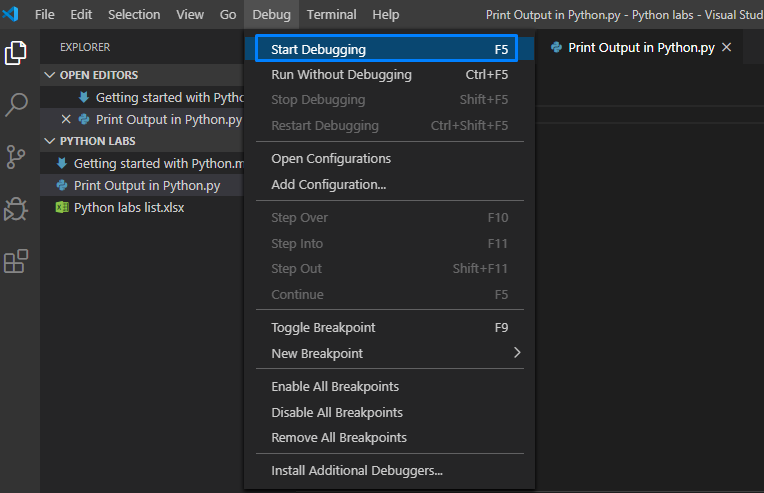 File Edit Selection View Go Debug Terminal Help Print Output in Python.py - Python labs - Visual Stud
EXPLORER
OPEN EDITORS
Getting started with Pytho
Print Output in Python.py
PYTHON LABS
Getting started with Python.m
Print Output in Python.py
Python labs list.xlsx
Start Debugging F5
Run Without Debugging Ctrl+F5
Stop Debugging Shift+F5
Restart Debugging Ctrl+Shift+F5
Open Configurations
Add Configuration...
Step Over F10
Step Into F11
Step Out Shift+F11
Continue F5
Toggle Breakpoint F9
New Breakpoint
Enable All Breakpoints
Disable All Breakpoints
Remove All Breakpoints
Install Additional Debuggers...
Print Output in Python.py